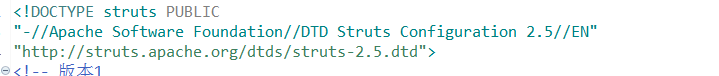 <!DOCTYPE struts PUBLIC
"-//Apache Software Foundation//DTD Struts Configuration 2.5//EN"
"http://struts.apache.org/dtds/struts-2.5.dtd">
<!-- 版本1